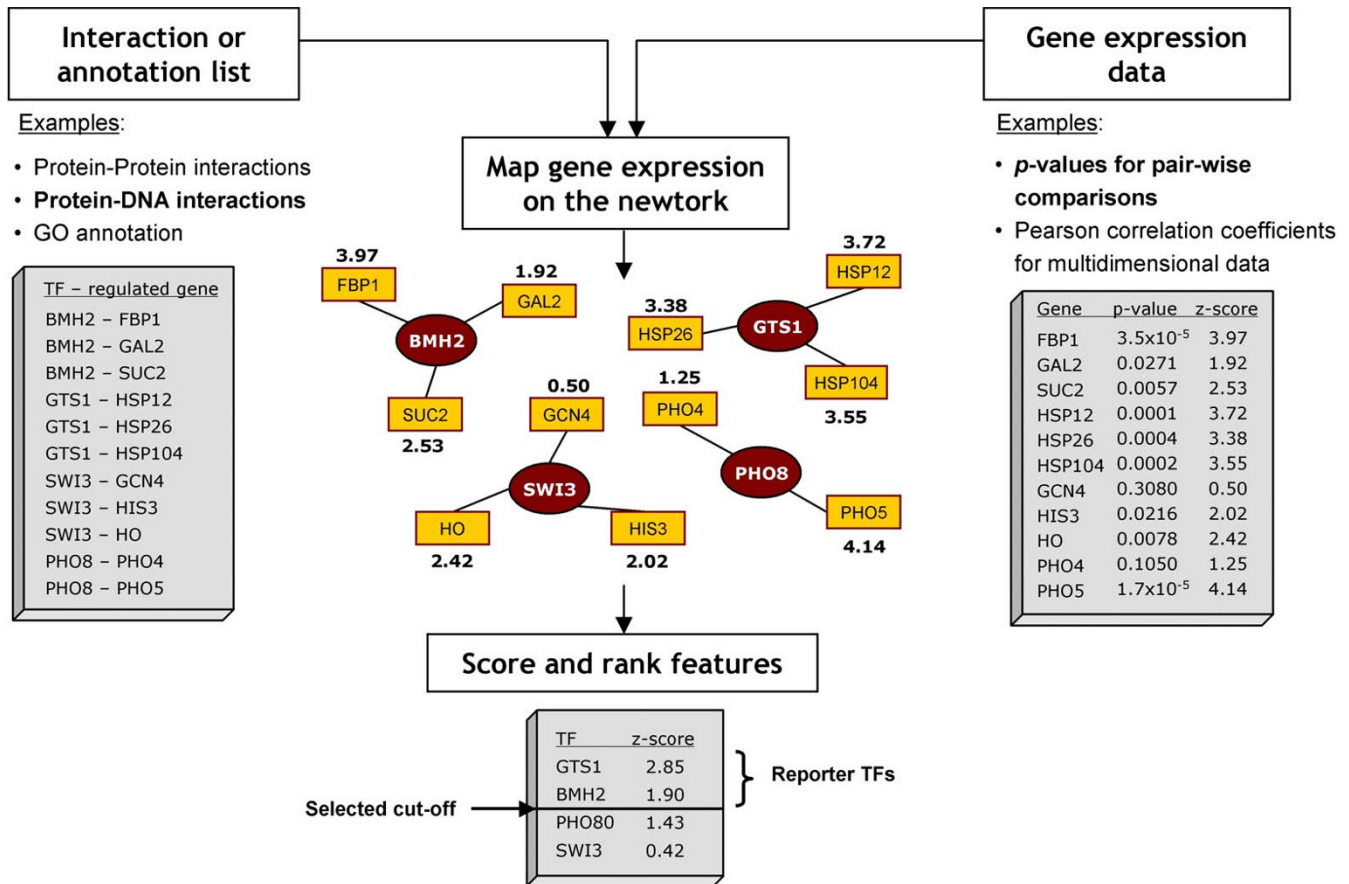 Interaction or
annotation list
Gene expression
data
Examples:
• Protein-Protein interactions
• Protein-DNA interactions
• GO annotation
TF – regulated gene
BMH2 – FBP1
BMH2 – GAL2
BMH2 – SUC2
GTS1 – HSP12
GTS1 – HSP26
GTS1 – HSP104
SWI3 – GCN4
SWI3 – HIS3
SWI3 – HO
PHO8 – PHO4
PHO8 – PHO5
Map gene expression
on the newtork
3.97
FBP1
1.92
GAL2
BMH2
SUC2
2.53
3.72
HSP12
3.38
HSP26
GTS1
HSP104
3.55
0.50
GCN4
SWI3
HO
2.42
HIS3
2.02
1.25
PHO4
PHO8
PHO5
4.14
Examples:
• p-values for pair-wise
comparisons
• Pearson correlation coefficients
for multidimensional data
Gene p-value z-score
FBP1 3.5x10⁻⁵ 3.97
GAL2 0.0271 1.92
SUC2 0.0057 2.53
HSP12 0.0001 3.72
HSP26 0.0004 3.38
HSP104 0.0002 3.55
GCN4 0.3080 0.50
HIS3 0.0216 2.02
HO 0.0078 2.42
PHO4 0.1050 1.25
PHO5 1.7x10⁻⁵ 4.14
Score and rank features
TF z-score
GTS1 2.85
BMH2 1.90
PHO80 1.43
SWI3 0.42
Reporter TFs
Selected cut-off